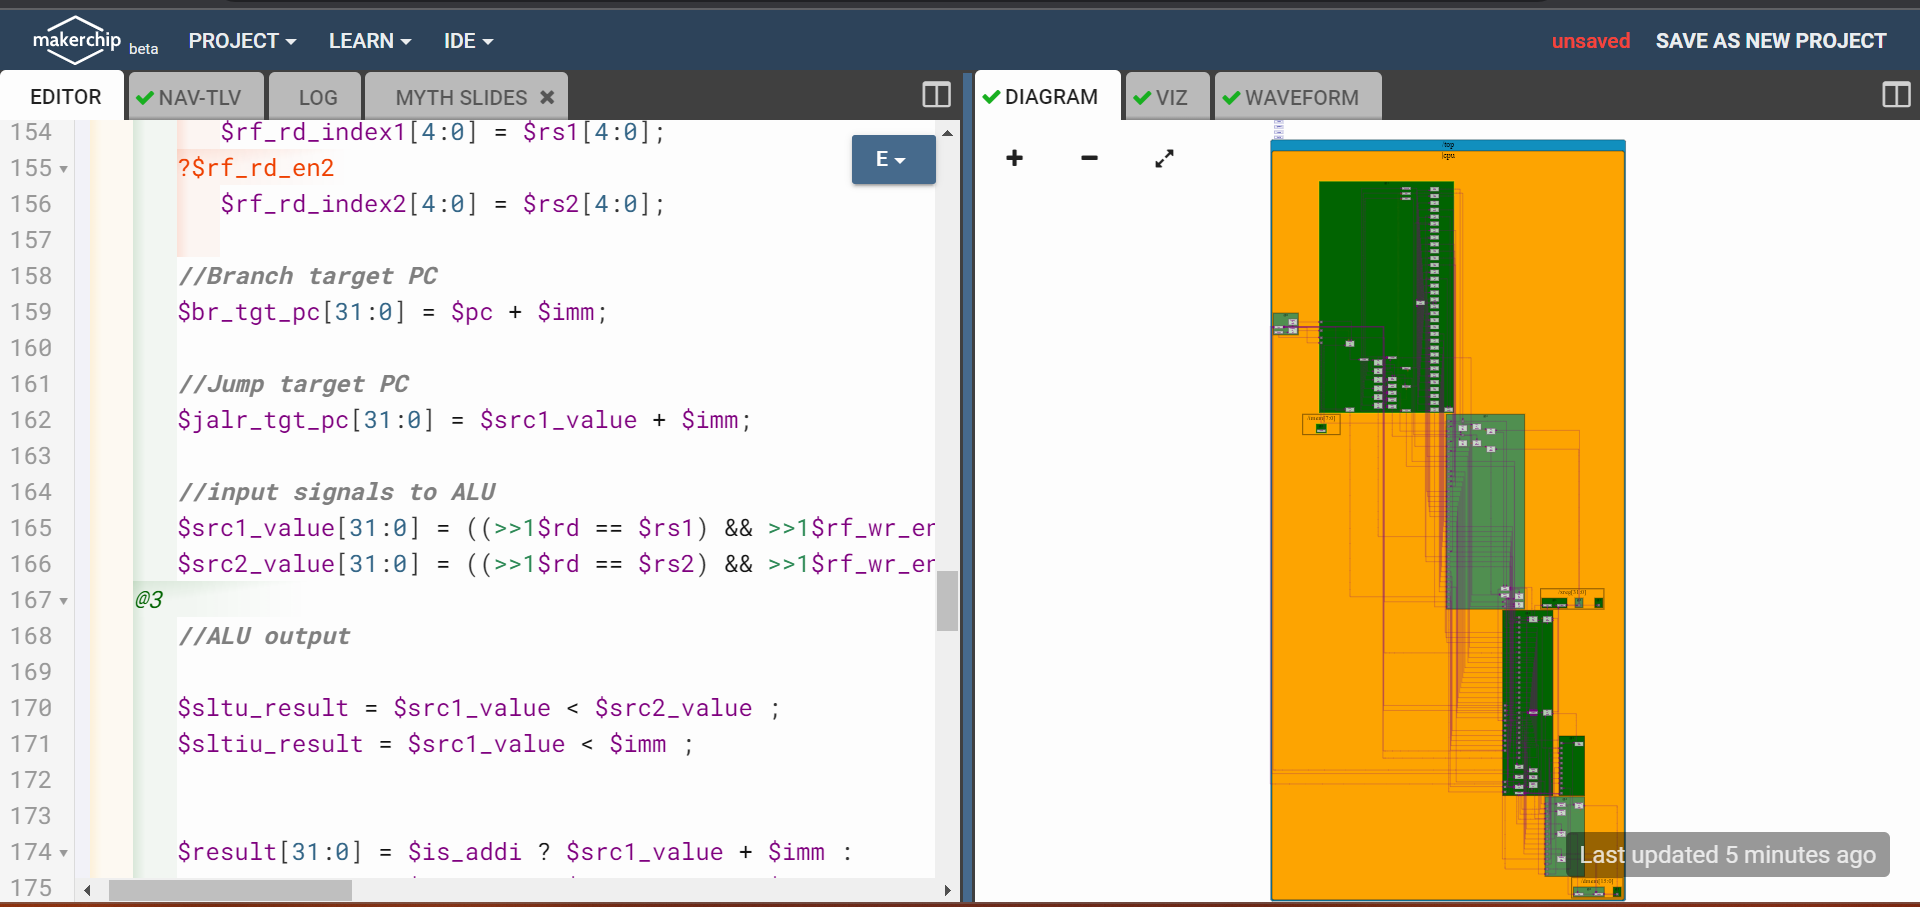 makerchip beta PROJECT LEARN IDE unsaved SAVE AS NEW PROJECT
EDITOR NAV-TLV LOG MYTH SLIDES DIAGRAM VIZ WAVEFORM
154 $rf_rd_index1[4:0] = $rs1[4:0];
155 ?$rf_rd_en2
156 $rf_rd_index2[4:0] = $rs2[4:0];
157
158 //Branch target PC
159 $br_tgt_pc[31:0] = $pc + $imm;
160
161 //Jump target PC
162 $jalr_tgt_pc[31:0] = $src1_value + $imm;
163
164 //input signals to ALU
165 $src1_value[31:0] = ((>>1$rd == $rs1) && >>1$rf_wr_en
166 $src2_value[31:0] = ((>>1$rd == $rs2) && >>1$rf_wr_en
167 @3
168 //ALU output
169
170 $sltu_result = $src1_value < $src2_value ;
171 $sltiu_result = $src1_value < $imm ;
172
173
174 $result[31:0] = $is_addi ? $src1_value + $imm :
175
E
/top
|cpu
Last updated 5 minutes ago